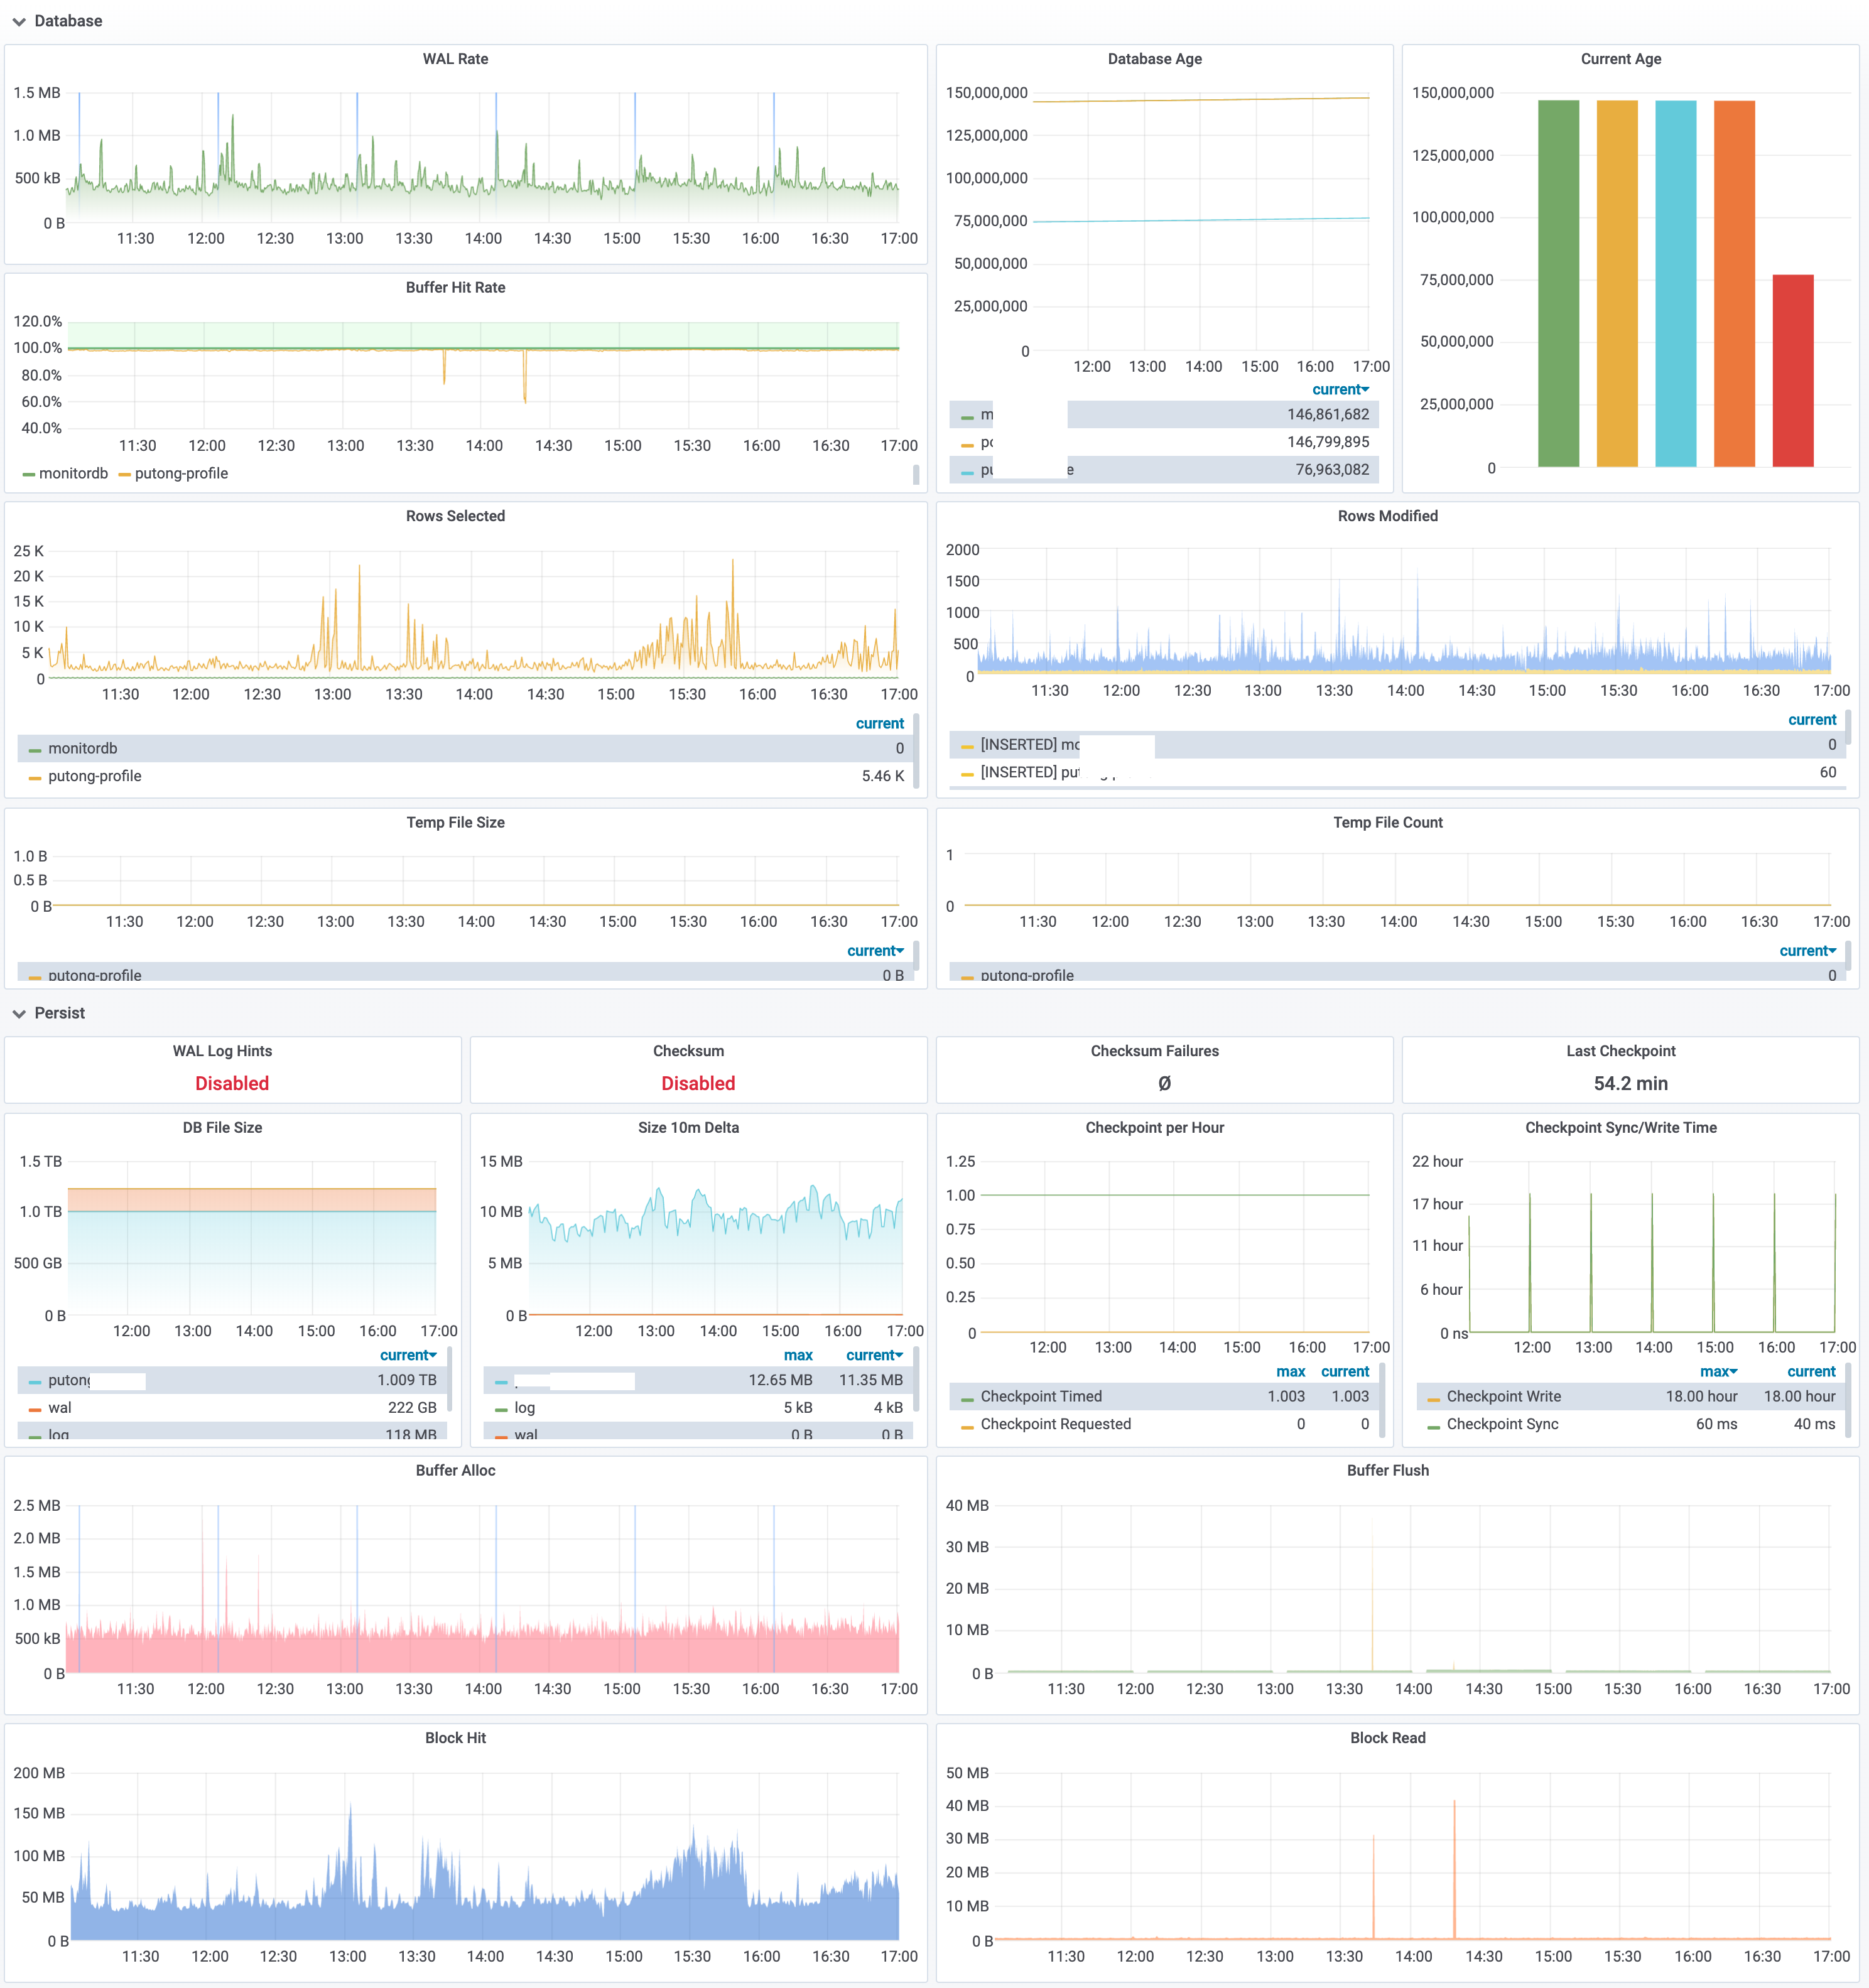 Database
WAL Rate
1.5 MB
1.0 MB
500 kB
0 B
11:30 12:00 12:30 13:00 13:30 14:00 14:30 15:00 15:30 16:00 16:30 17:00
Database Age
150,000,000
125,000,000
100,000,000
75,000,000
50,000,000
25,000,000
0
12:00 13:00 14:00 15:00 16:00 17:00
current
m 146,861,682
146,799,895
pu e 76,963,082
Current Age
150,000,000
125,000,000
100,000,000
75,000,000
50,000,000
25,000,000
0
Buffer Hit Rate
120.0%
100.0%
80.0%
60.0%
40.0%
11:30 12:00 12:30 13:00 13:30 14:00 14:30 15:00 15:30 16:00 16:30 17:00
monitordb putong-profile
Rows Selected
25 K
20 K
15 K
10 K
5 K
0
11:30 12:00 12:30 13:00 13:30 14:00 14:30 15:00 15:30 16:00 16:30 17:00
current
monitordb 0
putong-profile 5.46 K
Rows Modified
2000
1500
1000
500
0
11:30 12:00 12:30 13:00 13:30 14:00 14:30 15:00 15:30 16:00 16:30 17:00
current
[INSERTED] mo 0
[INSERTED] put 60
Temp File Size
1.0 B
0.5 B
0 B
11:30 12:00 12:30 13:00 13:30 14:00 14:30 15:00 15:30 16:00 16:30 17:00
current
putong-profile 0 B
Temp File Count
1
0
11:30 12:00 12:30 13:00 13:30 14:00 14:30 15:00 15:30 16:00 16:30 17:00
current
putong-profile 0
Persist
WAL Log Hints
Disabled
Checksum
Disabled
Checksum Failures
Ø
Last Checkpoint
54.2 min
DB File Size
1.5 TB
1.0 TB
500 GB
0 B
12:00 13:00 14:00 15:00 16:00 17:00
current
putong 1.009 TB
wal 222 GB
log 118 MB
Size 10m Delta
15 MB
10 MB
5 MB
0 B
12:00 13:00 14:00 15:00 16:00 17:00
max current
12.65 MB 11.35 MB
log 5 kB 4 kB
wal 0 B 0 B
Checkpoint per Hour
1.25
1.00
0.75
0.50
0.25
0
12:00 13:00 14:00 15:00 16:00 17:00
max current
Checkpoint Timed 1.003 1.003
Checkpoint Requested 0 0
Checkpoint Sync/Write Time
22 hour
17 hour
11 hour
6 hour
0 ns
12:00 13:00 14:00 15:00 16:00 17:00
max current
Checkpoint Write 18.00 hour 18.00 hour
Checkpoint Sync 60 ms 40 ms
Buffer Alloc
2.5 MB
2.0 MB
1.5 MB
1.0 MB
500 kB
0 B
11:30 12:00 12:30 13:00 13:30 14:00 14:30 15:00 15:30 16:00 16:30 17:00
Buffer Flush
40 MB
30 MB
20 MB
10 MB
0 B
11:30 12:00 12:30 13:00 13:30 14:00 14:30 15:00 15:30 16:00 16:30 17:00
Block Hit
200 MB
150 MB
100 MB
50 MB
0 B
11:30 12:00 12:30 13:00 13:30 14:00 14:30 15:00 15:30 16:00 16:30 17:00
Block Read
50 MB
40 MB
30 MB
20 MB
10 MB
0 B
11:30 12:00 12:30 13:00 13:30 14:00 14:30 15:00 15:30 16:00 16:30 17:00